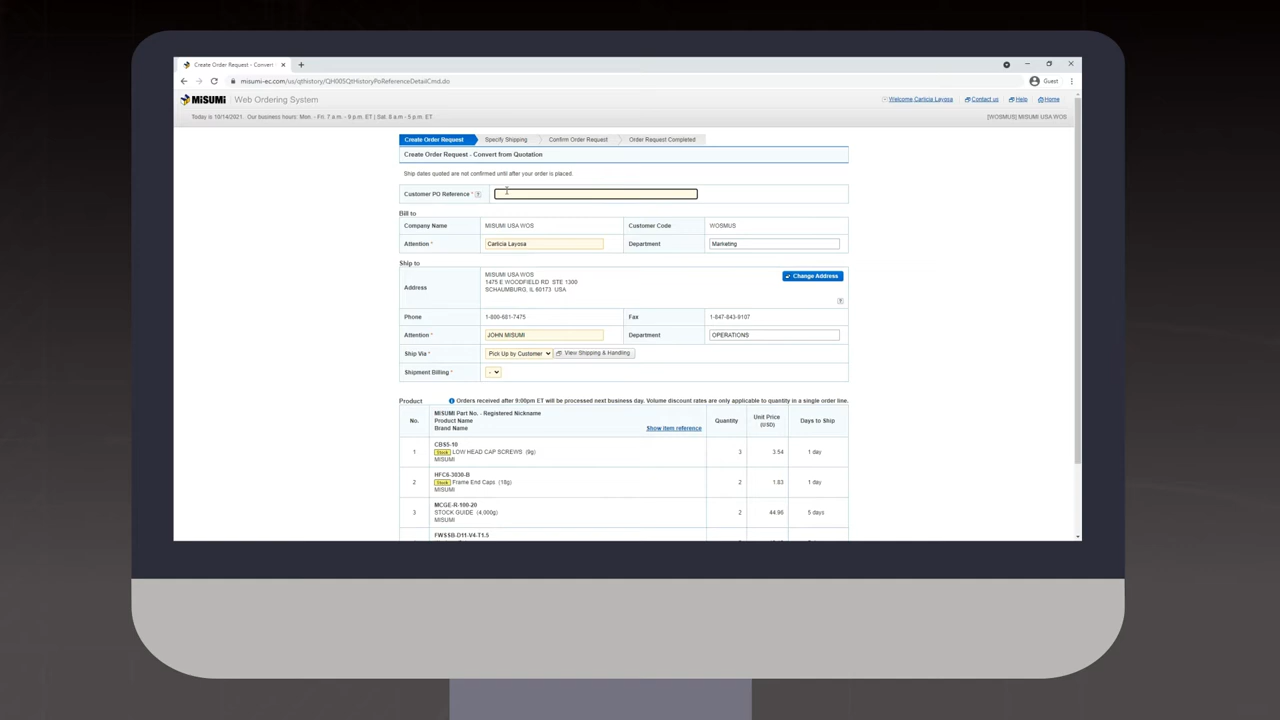 Create Order Request - Convert
misumi-ec.com/us/qthistory/QH005QtHistoryPoReferenceDetailCmd.do
Guest
MiSUMi Web Ordering System
Welcome Carlcia Layosa Contact us Help Home
Today is 10/14/2021. Our business hours: Mon. - Fri. 7 a.m. - 9 p.m. ET | Sat. 8 a.m - 5 p.m. ET.
[WOSMUS] MISUMI USA WOS
Create Order Request Specify Shipping Confirm Order Request Order Request Completed
Create Order Request - Convert from Quotation
Ship dates quoted are not confirmed until after your order is placed.
Customer PO Reference * ?
Bill to
Company Name MISUMI USA WOS Customer Code WOSMUS
Attention * Carlcia Layosa Department Marketing
Ship to
Address
MISUMI USA WOS
1475 E WOODFIELD RD STE 1300
SCHAUMBURG, IL 60173 USA
Change Address
?
Phone 1-800-681-7475 Fax 1-847-843-9107
Attention * JOHN MISUMI Department OPERATIONS
Ship Via * Pick Up by Customer View Shipping & Handling
Shipment Billing * -
Product Orders received after 9:00pm ET will be processed next business day. Volume discount rates are only applicable to quantity in a single order line.
No.
MISUMI Part No. - Registered Nickname
Product Name
Brand Name
Show item reference
Quantity
Unit Price
(USD)
Days to Ship
1
CBS5-10
Stock LOW HEAD CAP SCREWS (9g)
MISUMI
3 3.54 1 day
2
HFC6-3030-B
Stock Frame End Caps (18g)
MISUMI
2 1.83 1 day
3
MCGE-R-100-20
STOCK GUIDE (4,000g)
MISUMI
2 44.96 5 days
FWSSB-D11-V4-T1.5